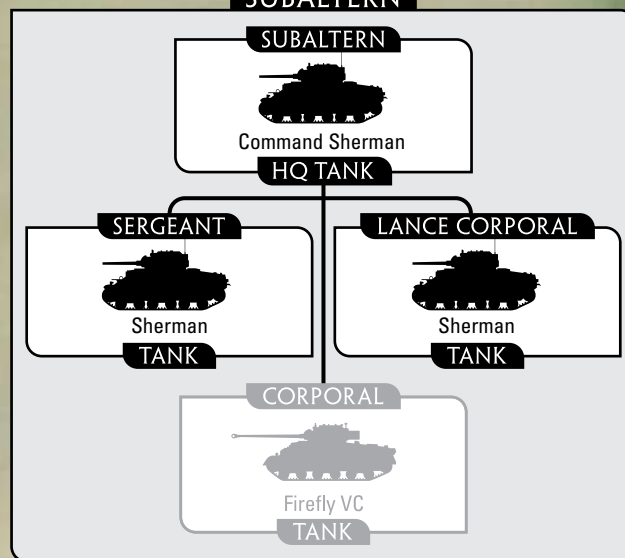 SUBALTERN
SUBALTERN
Command Sherman
HQ TANK
SERGEANT
Sherman
TANK
LANCE CORPORAL
Sherman
TANK
CORPORAL
Firefly VC
TANK